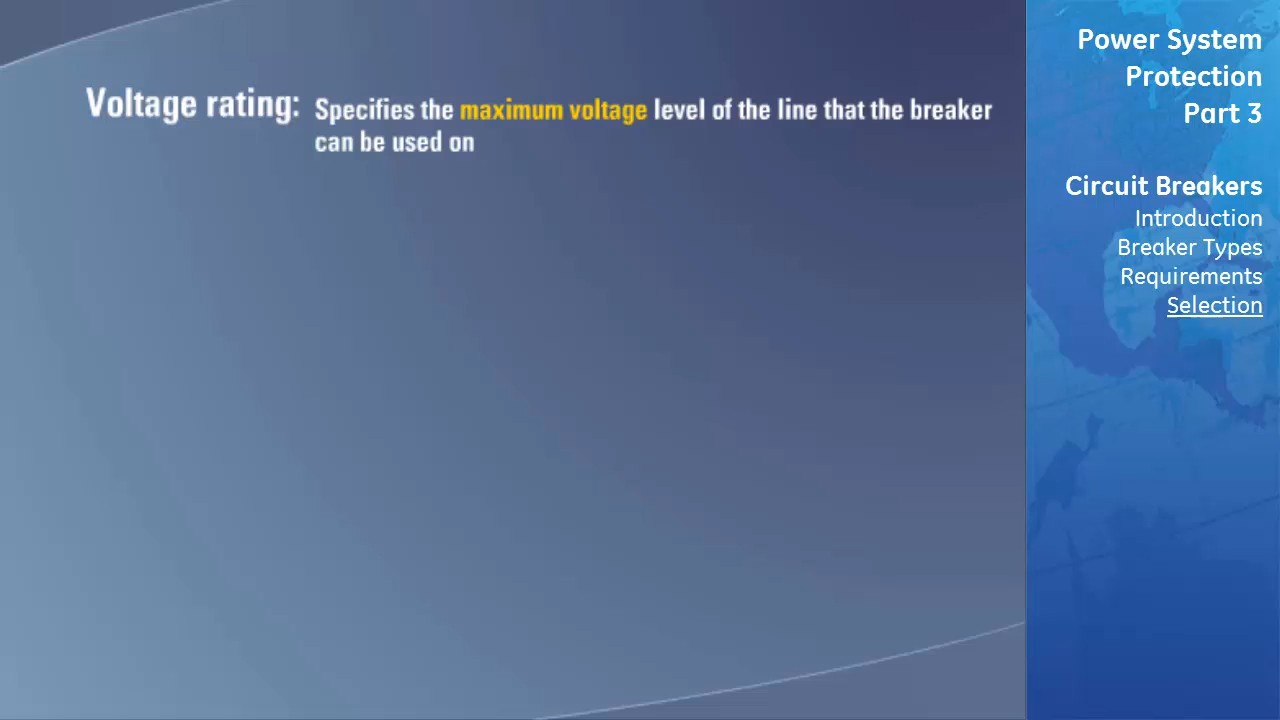 Voltage rating: Specifies the maximum voltage level of the line that the breaker
can be used on
Power System
Protection
Part 3
Circuit Breakers
Introduction
Breaker Types
Requirements
Selection